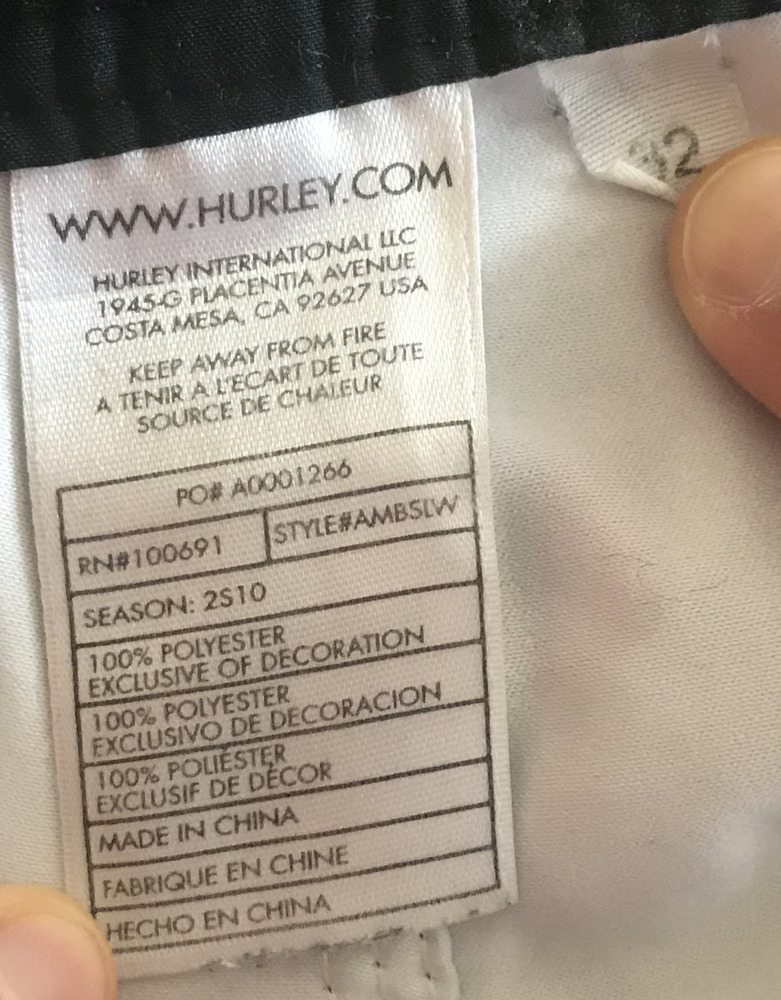 WWW.HURLEY.COM
HURLEY INTERNATIONAL LLC
1945-G PLACENTIA AVENUE
COSTA MESA, CA 92627 USA
KEEP AWAY FROM FIRE
A TENIR A L'ECART DE TOUTE
SOURCE DE CHALEUR
PO# A0001266
RN#100691 STYLE#AMBSLW
SEASON: 2S10
100% POLYESTER
EXCLUSIVE OF DECORATION
100% POLYESTER
EXCLUSIVO DE DECORACION
100% POLIÉSTER
EXCLUSIF DE DÉCOR
MADE IN CHINA
FABRIQUE EN CHINE
HECHO EN CHINA
32